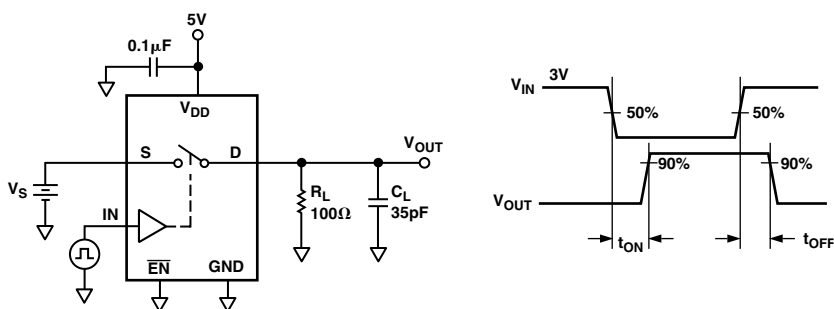 5V
0.1μF
VDD
S
D
VOUT
VS
IN
RL
100Ω
CL
35pF
EN
GND
VIN
3V
50%
50%
90%
90%
VOUT
tON
tOFF